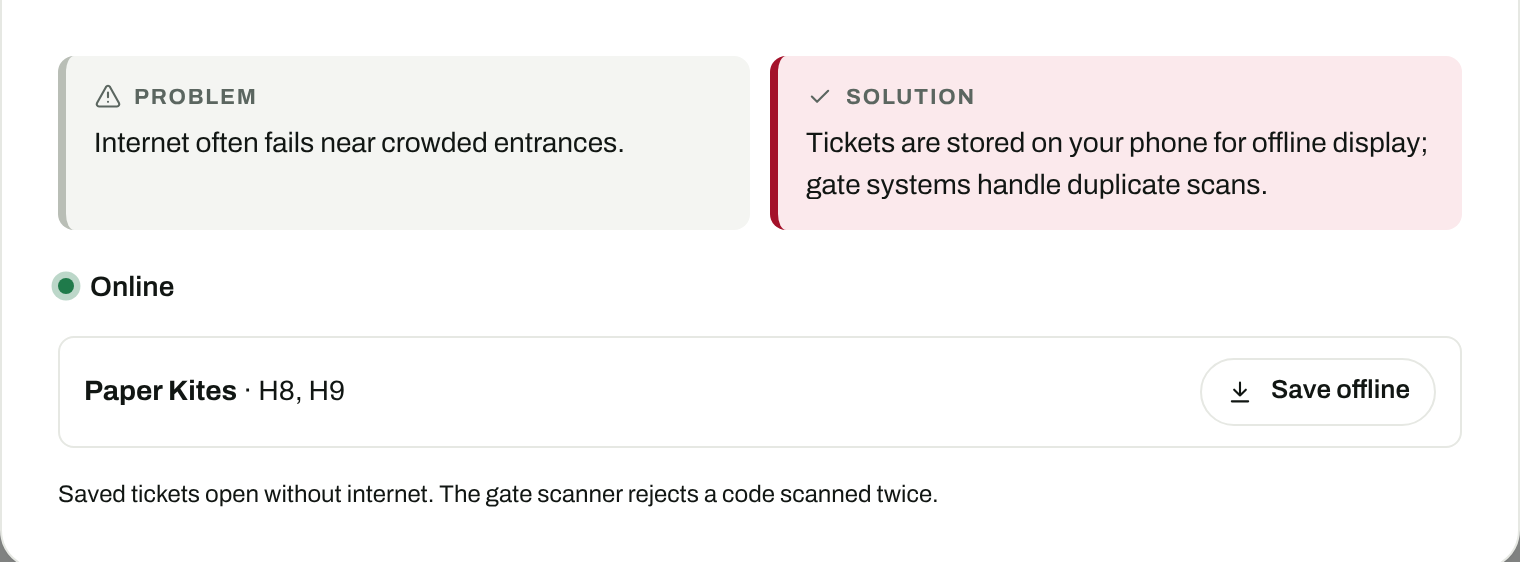 PROBLEM
Internet often fails near crowded entrances.
SOLUTION
Tickets are stored on your phone for offline display;
gate systems handle duplicate scans.
Online
Paper Kites · H8, H9
Save offline
Saved tickets open without internet. The gate scanner rejects a code scanned twice.